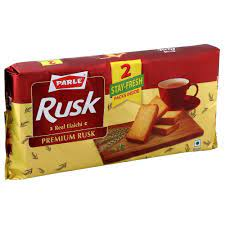 PARLE
Rusk
Real Elaichi
PREMIUM RUSK
2
STAY-FRESH
PACKS INSIDE